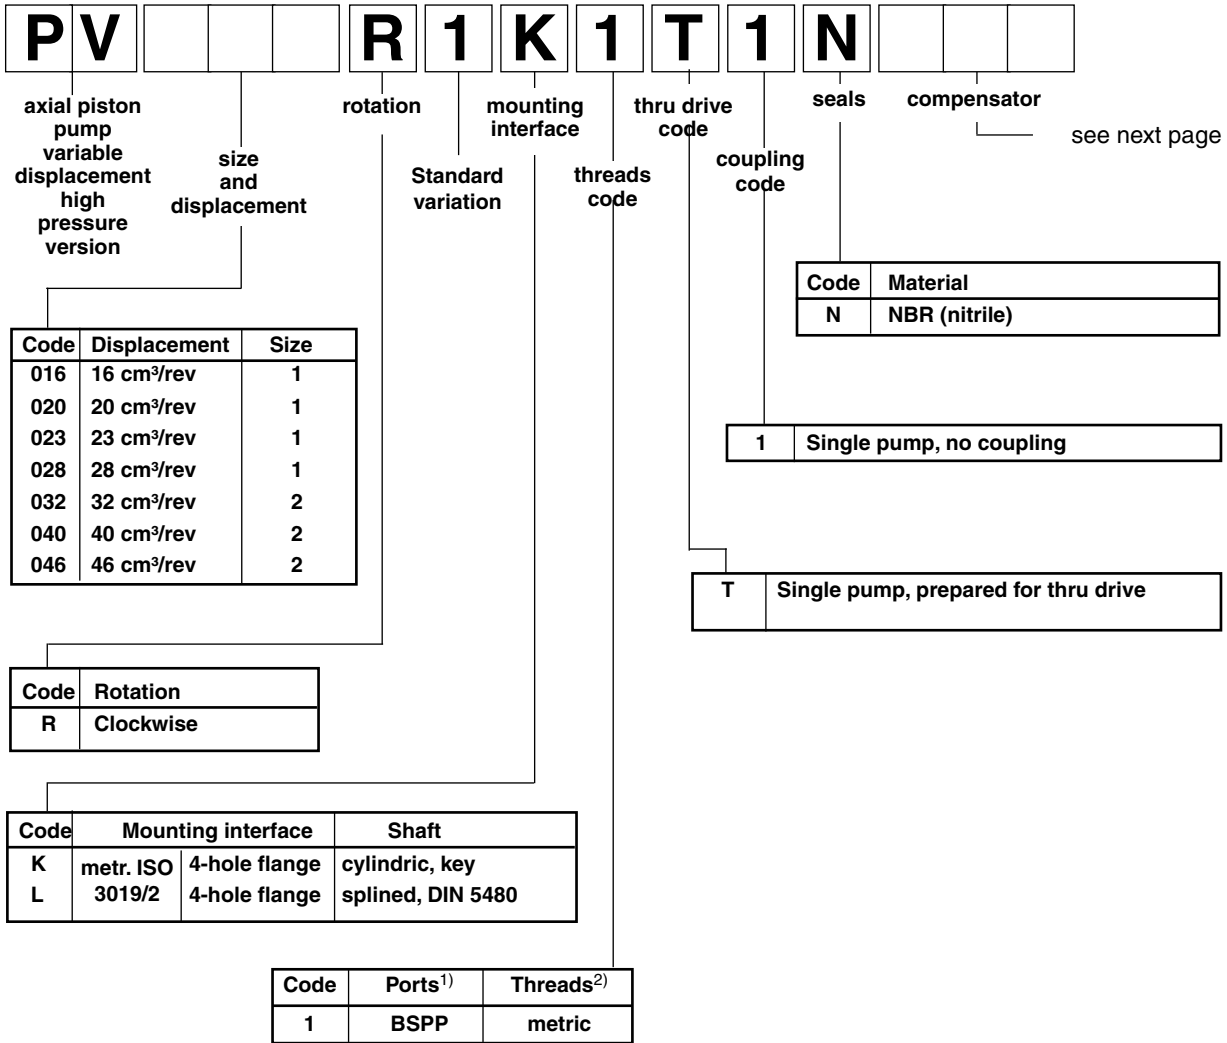 PV R 1 K 1 T 1 N
axial piston
pump
variable
displacement
high
pressure
version
size
and
displacement
rotation
Standard
variation
mounting
interface
threads
code
thru drive
code
coupling
code
seals
compensator
see next page
Code Material
N NBR (nitrile)
Code Displacement Size
016 16 cm³/rev 1
020 20 cm³/rev 1
023 23 cm³/rev 1
028 28 cm³/rev 1
032 32 cm³/rev 2
040 40 cm³/rev 2
046 46 cm³/rev 2
1 Single pump, no coupling
T Single pump, prepared for thru drive
Code Rotation
R Clockwise
Code Mounting interface Shaft
K metr. ISO 4-hole flange cylindric, key
L 3019/2 4-hole flange splined, DIN 5480
Code Ports1) Threads2)
1 BSPP metric